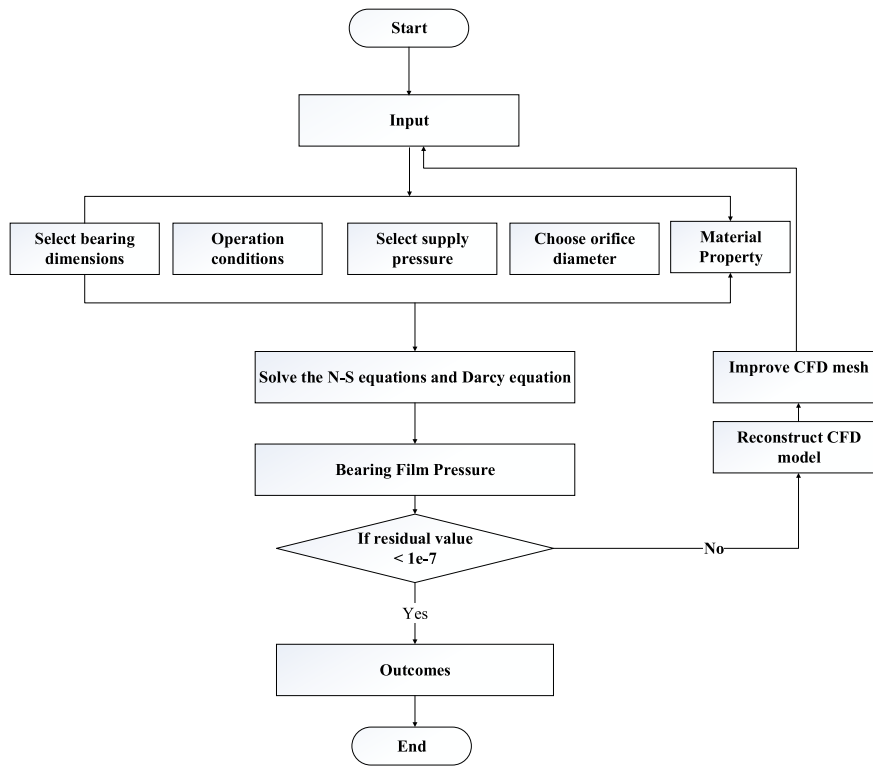 Start
Input
Select bearing
dimensions
Operation
conditions
Select supply
pressure
Choose orifice
diameter
Material
Property
Solve the N-S equations and Darcy equation
Improve CFD mesh
Reconstruct CFD
model
Bearing Film Pressure
If residual value
< 1e-7
No
Yes
Outcomes
End